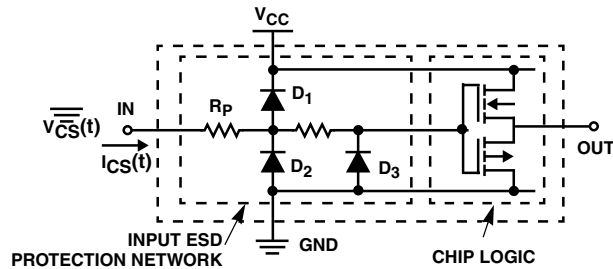 VCC
IN
RP
D1
VCS(t)
ICS(t)
D2
D3
OUT
INPUT ESD
PROTECTION NETWORK
GND
CHIP LOGIC